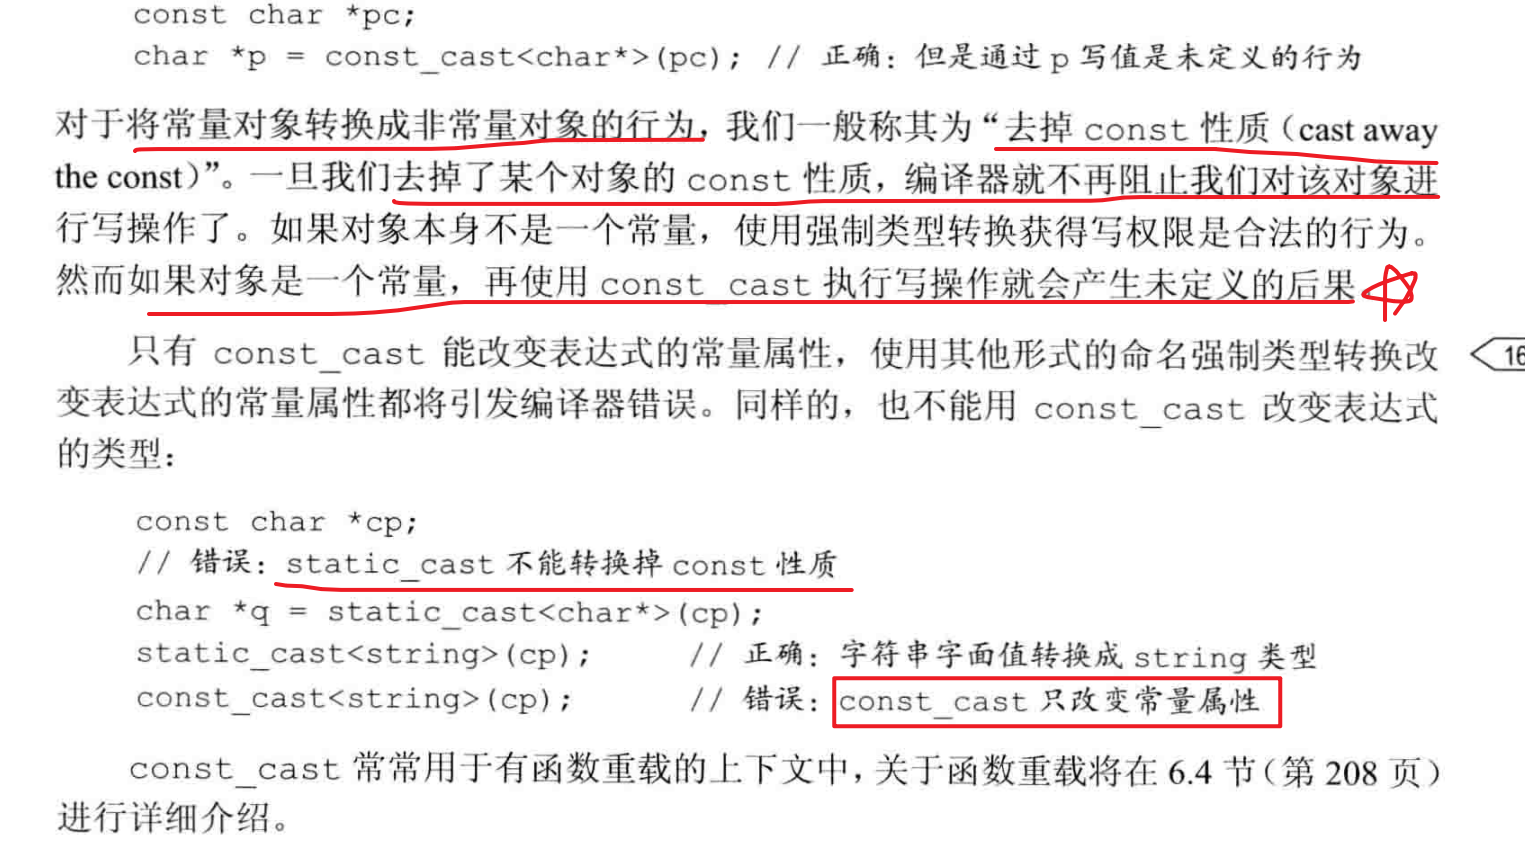 const char *pc;
char *p = const_cast<char*>(pc); // 正确：但是通过 p 写值是未定义的行为
对于将常量对象转换成非常量对象的行为，我们一般称其为“去掉 const 性质（cast away
the const）”。一旦我们去掉了某个对象的 const 性质，编译器就不再阻止我们对该对象进
行写操作了。如果对象本身不是一个常量，使用强制类型转换获得写权限是合法的行为。
然而如果对象是一个常量，再使用 const_cast 执行写操作就会产生未定义的后果
只有 const_cast 能改变表达式的常量属性，使用其他形式的命名强制类型转换改
16
变表达式的常量属性都将引发编译器错误。同样的，也不能用 const_cast 改变表达式
的类型：
const char *cp;
// 错误：static_cast 不能转换掉 const 性质
char *q = static_cast<char*>(cp);
static_cast<string>(cp); // 正确：字符串字面值转换成 string 类型
const_cast<string>(cp); // 错误：const_cast 只改变常量属性
const_cast 常常用于有函数重载的上下文中，关于函数重载将在 6.4 节（第 208 页）
进行详细介绍。